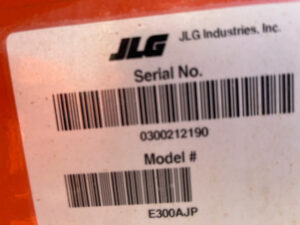 JLG JLG Industries, Inc.
Serial No.
0300212190
Model #
E300AJP